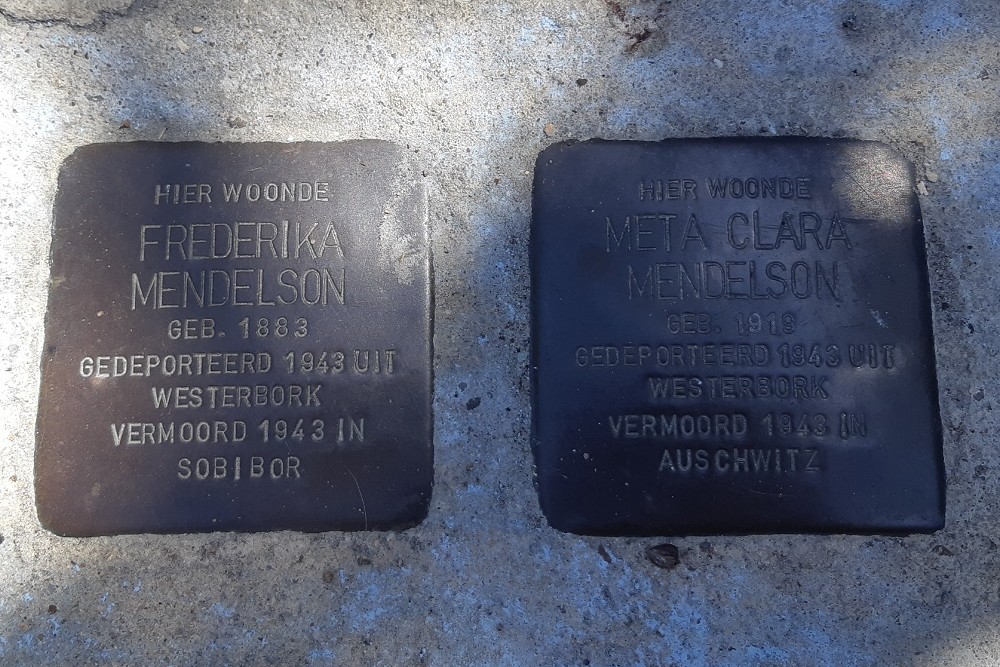 HIER WOONDE
FREDERIKA
MENDELSON
GEB. 1883
GEDEPORTEERD 1943 UIT
WESTERBORK
VERMOORD 1943 IN
SOBIBOR
HIER WOONDE
META CLARA
MENDELSON
GEB. 1919
GEDEPORTEERD 1943 UIT
WESTERBORK
VERMOORD 1943 IN
AUSCHWITZ